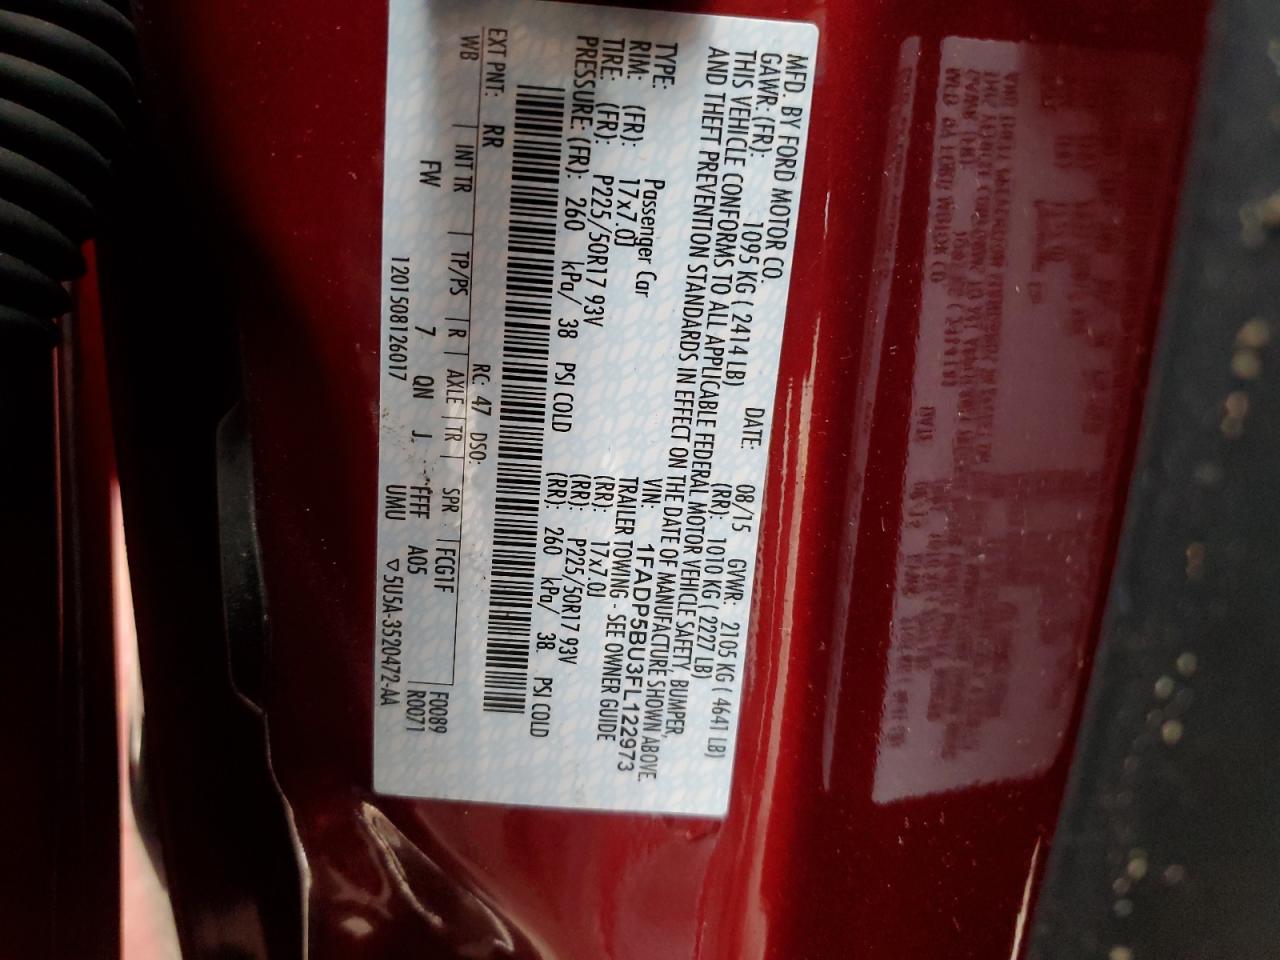 MFD. BY FORD MOTOR CO.
DATE: 08/15 GVWR: 2105 KG ( 4641 LB)
GAWR: (FR): 1095 KG ( 2414 LB) (RR): 1010 KG ( 2227 LB)
THIS VEHICLE CONFORMS TO ALL APPLICABLE FEDERAL MOTOR VEHICLE SAFETY, BUMPER,
AND THEFT PREVENTION STANDARDS IN EFFECT ON THE DATE OF MANUFACTURE SHOWN ABOVE.
VIN: 1FADP5BU3FL122973
TYPE: Passenger Car TRAILER TOWING - SEE OWNER GUIDE
RIM: (FR): 17x7.0J (RR): 17x7.0J
TIRE: (FR): P225/50R17 93V (RR): P225/50R17 93V
PRESSURE: (FR): 260 kPa/ 38 PSI COLD (RR): 260 kPa/ 38 PSI COLD
EXT PNT: RR RC: 47 DSO:
WB | INT TR | TP/PS | R | AXLE | TR | SPR | FCG1F F0089
FW 7 QN J FFFF A05 R0071
1201508126017 UMU ▽5U5A-3520472-AA